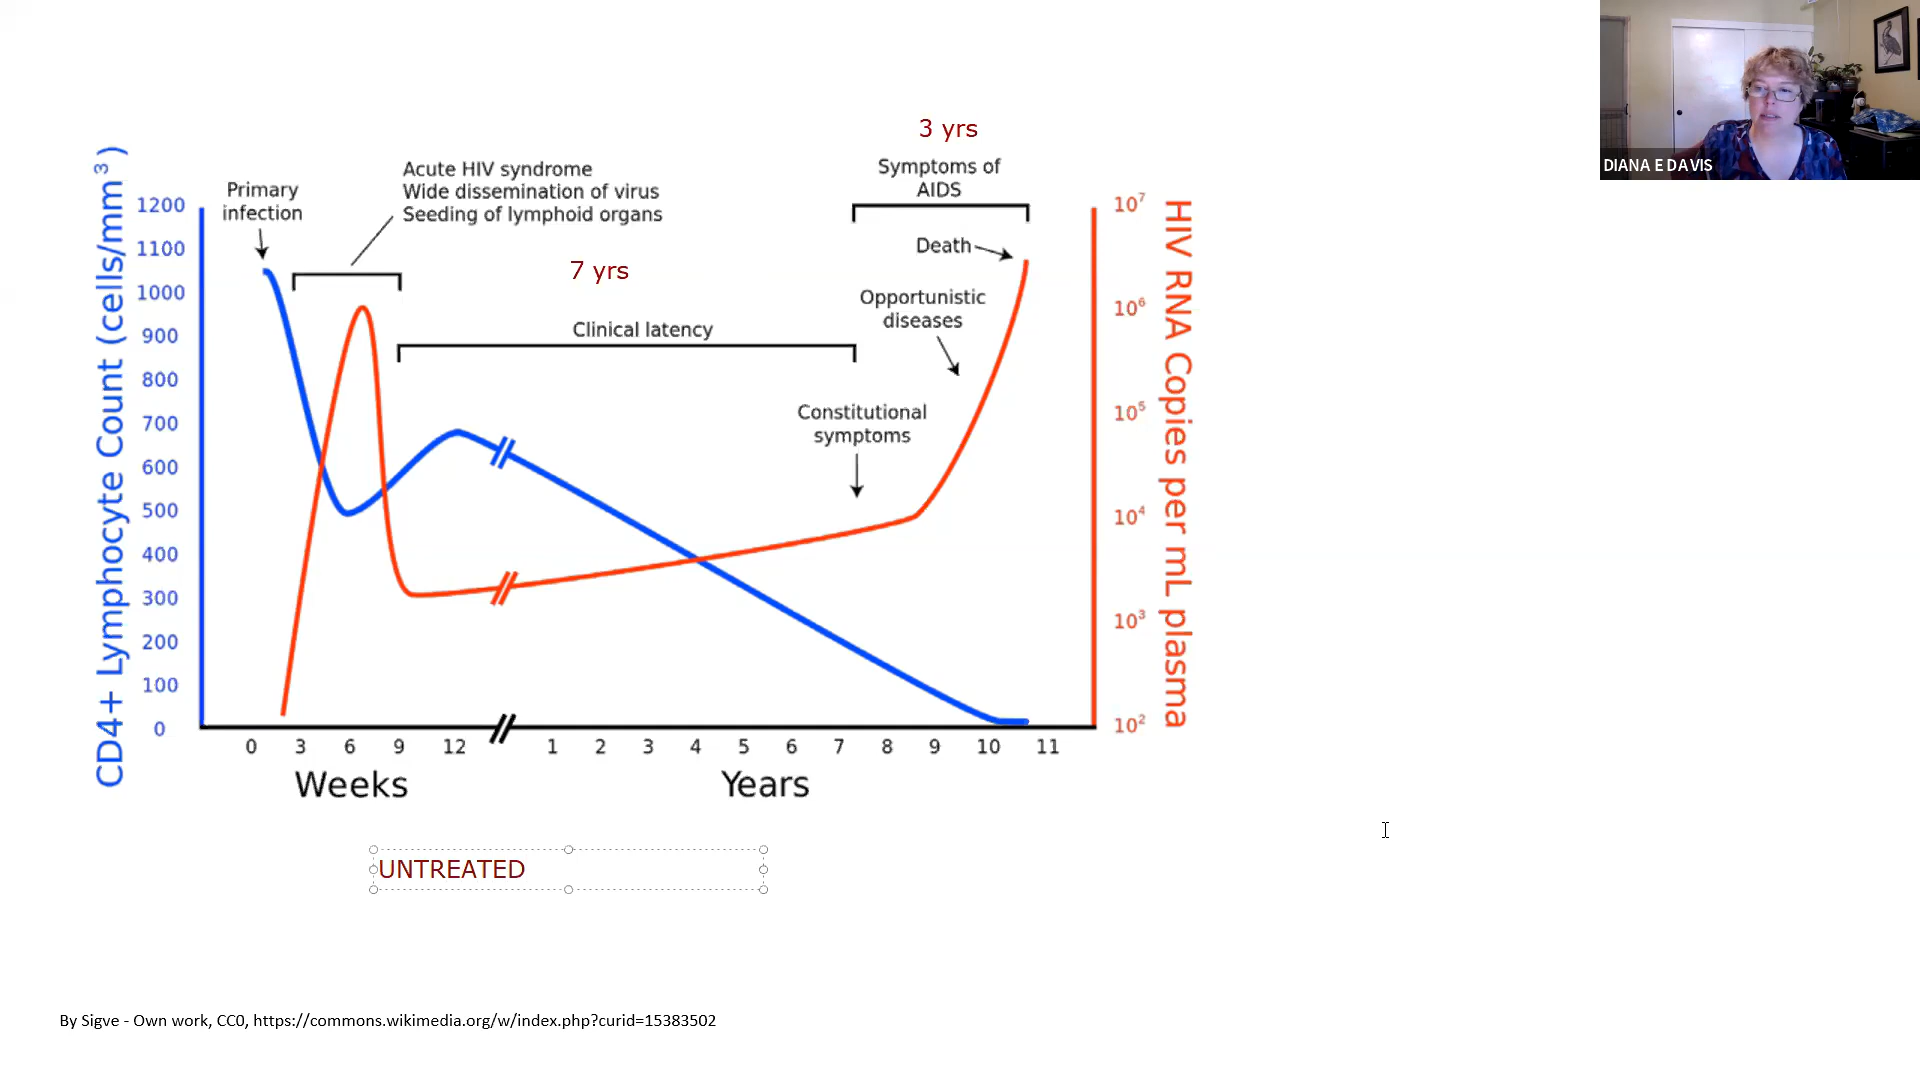 DIANA E DAVIS
3 yrs
Symptoms of
AIDS
Acute HIV syndrome
Wide dissemination of virus
Seeding of lymphoid organs
Primary
infection
Death
7 yrs
Opportunistic
diseases
Clinical latency
Constitutional
symptoms
CD4+ Lymphocyte Count (cells/mm³)
1200
1100
1000
900
800
700
600
500
400
300
200
100
0
HIV RNA Copies per mL plasma
10⁷
10⁶
10⁵
10⁴
10³
10²
0 3 6 9 12 1 2 3 4 5 6 7 8 9 10 11
Weeks Years
UNTREATED
By Sigve - Own work, CC0, https://commons.wikimedia.org/w/index.php?curid=15383502